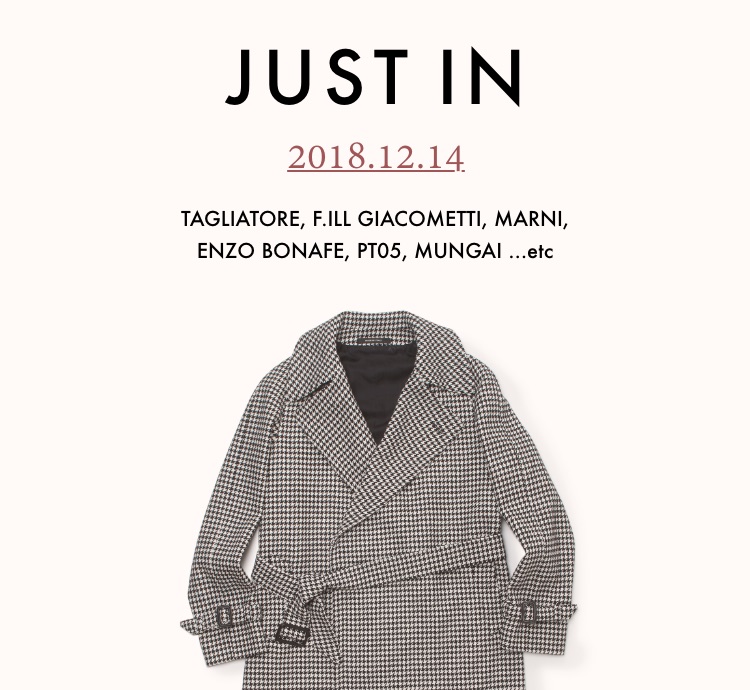 JUST IN
2018.12.14
TAGLIATORE, F.ILL GIACOMETTI, MARNI,
ENZO BONAFE, PT05, MUNGAI ...etc